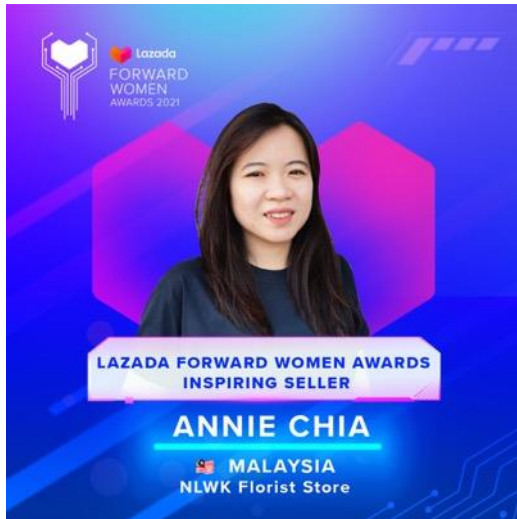 Lazada
FORWARD
WOMEN
AWARDS 2021
LAZADA FORWARD WOMEN AWARDS
INSPIRING SELLER
ANNIE CHIA
MALAYSIA
NLWK Florist Store